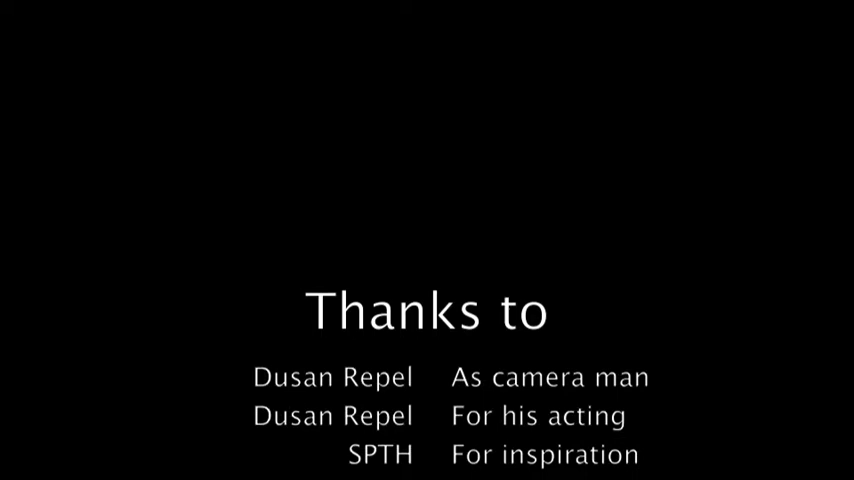 Thanks to
Dusan Repel As camera man
Dusan Repel For his acting
SPTH For inspiration